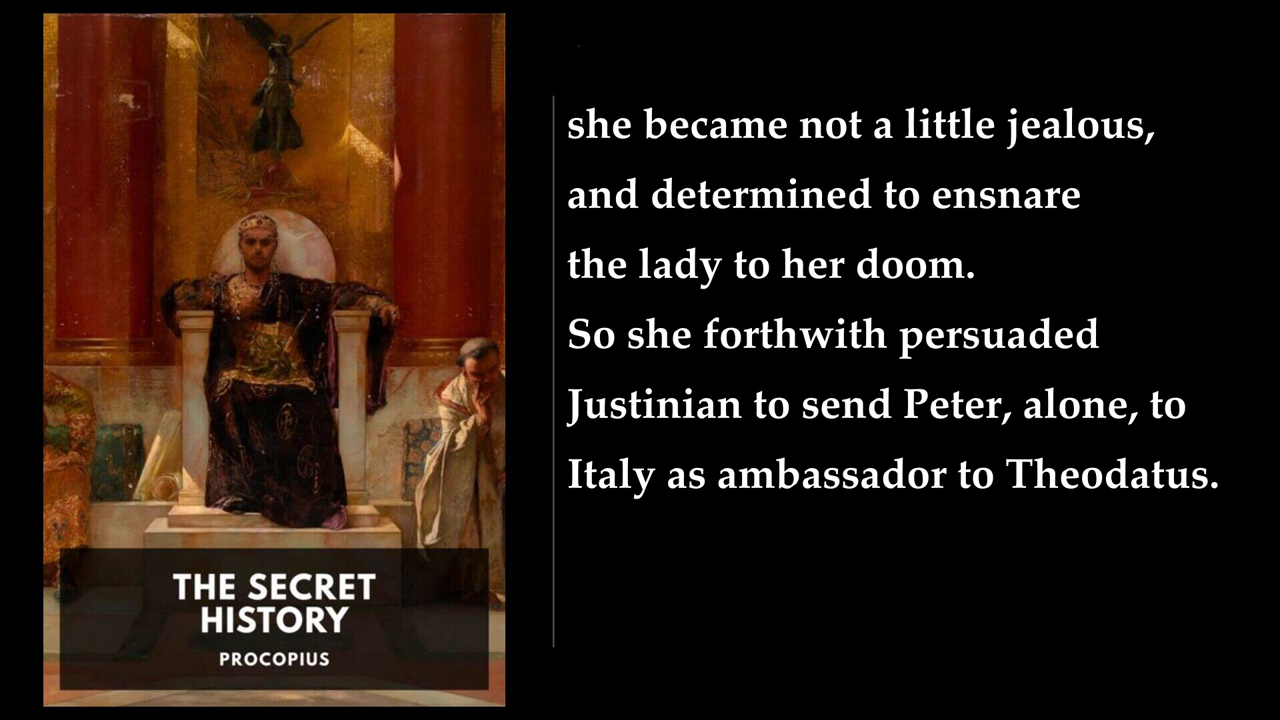 THE SECRET
HISTORY
PROCOPIUS
she became not a little jealous,
and determined to ensnare
the lady to her doom.
So she forthwith persuaded
Justinian to send Peter, alone, to
Italy as ambassador to Theodatus.